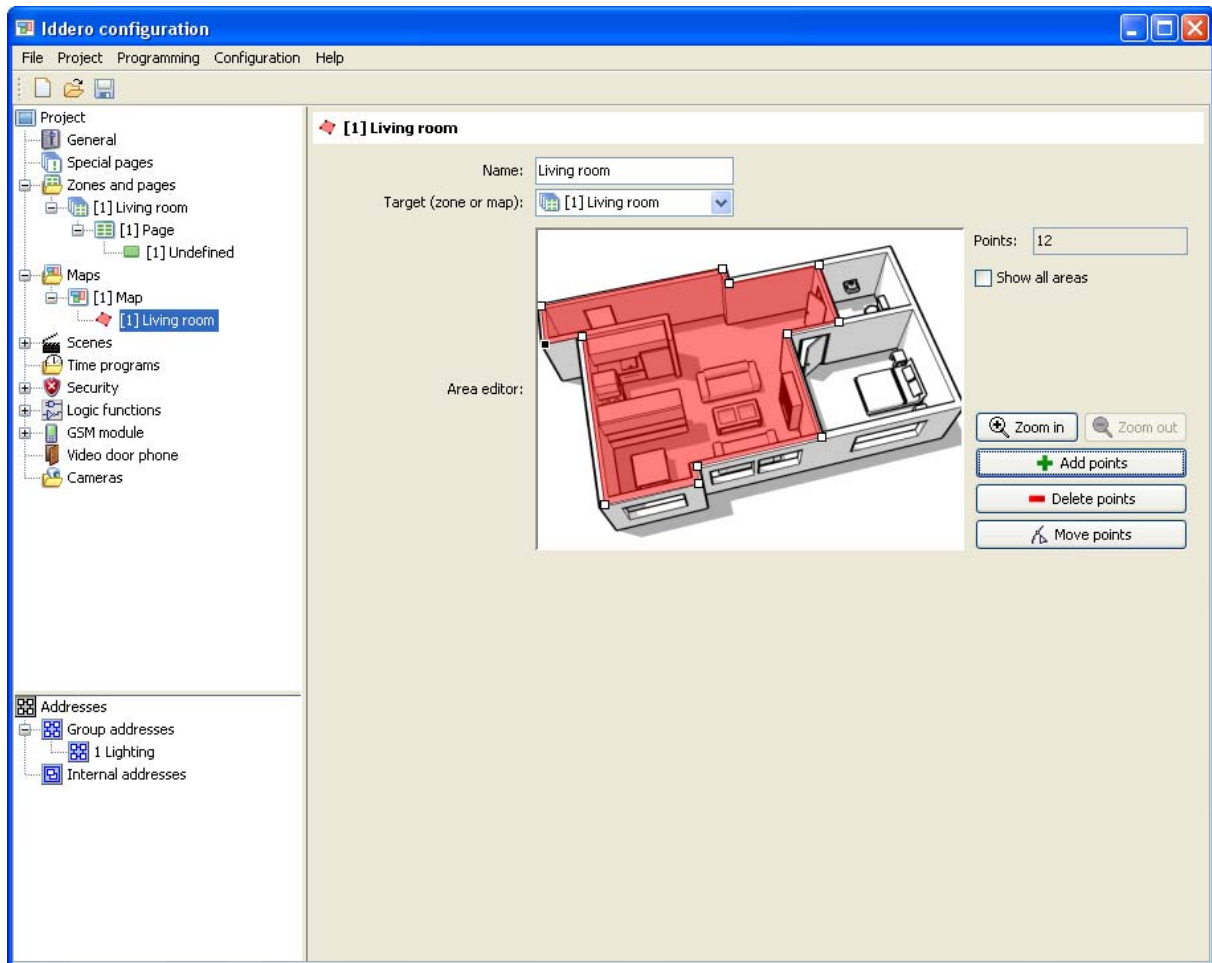 Iddero configuration
File Project Programming Configuration Help
Project
General
Special pages
Zones and pages
[1] Living room
[1] Page
[1] Undefined
Maps
[1] Map
[1] Living room
Scenes
Time programs
Security
Logic functions
GSM module
Video door phone
Cameras
Addresses
Group addresses
1 Lighting
Internal addresses
[1] Living room
Name: Living room
Target (zone or map): [1] Living room
Area editor:
Points: 12
Show all areas
Zoom in Zoom out
Add points
Delete points
Move points